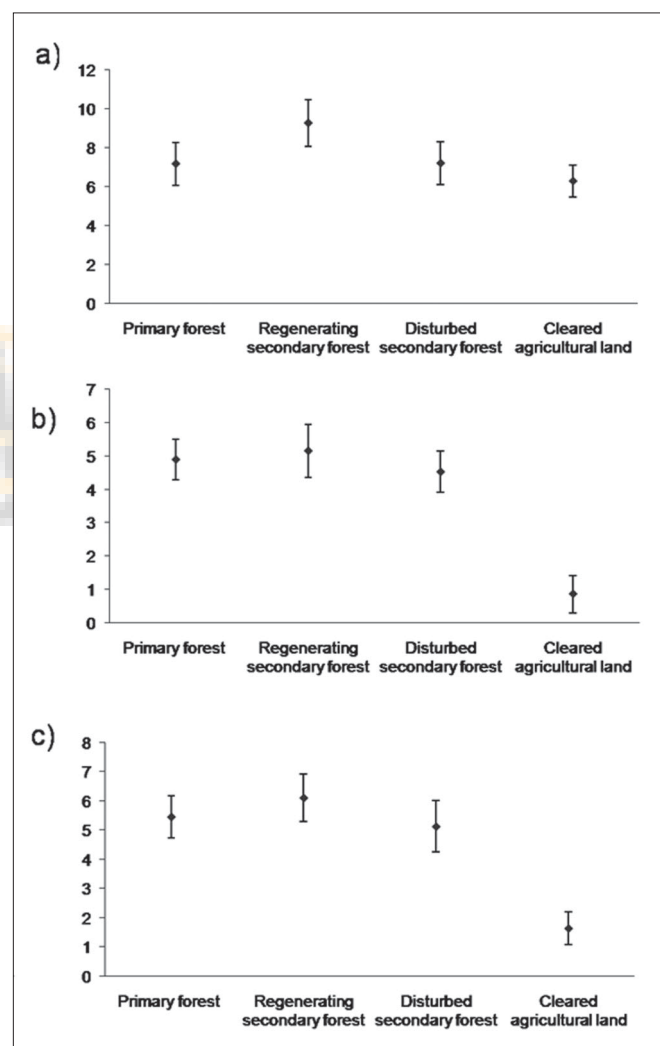 a)
12
10
8
6
4
2
0
Primary forest Regenerating Disturbed Cleared
secondary forest secondary forest agricultural land
b)
7
6
5
4
3
2
1
0
Primary forest Regenerating Disturbed Cleared
secondary forest secondary forest agricultural land
c)
8
7
6
5
4
3
2
1
0
Primary forest Regenerating Disturbed Cleared
secondary forest secondary forest agricultural land